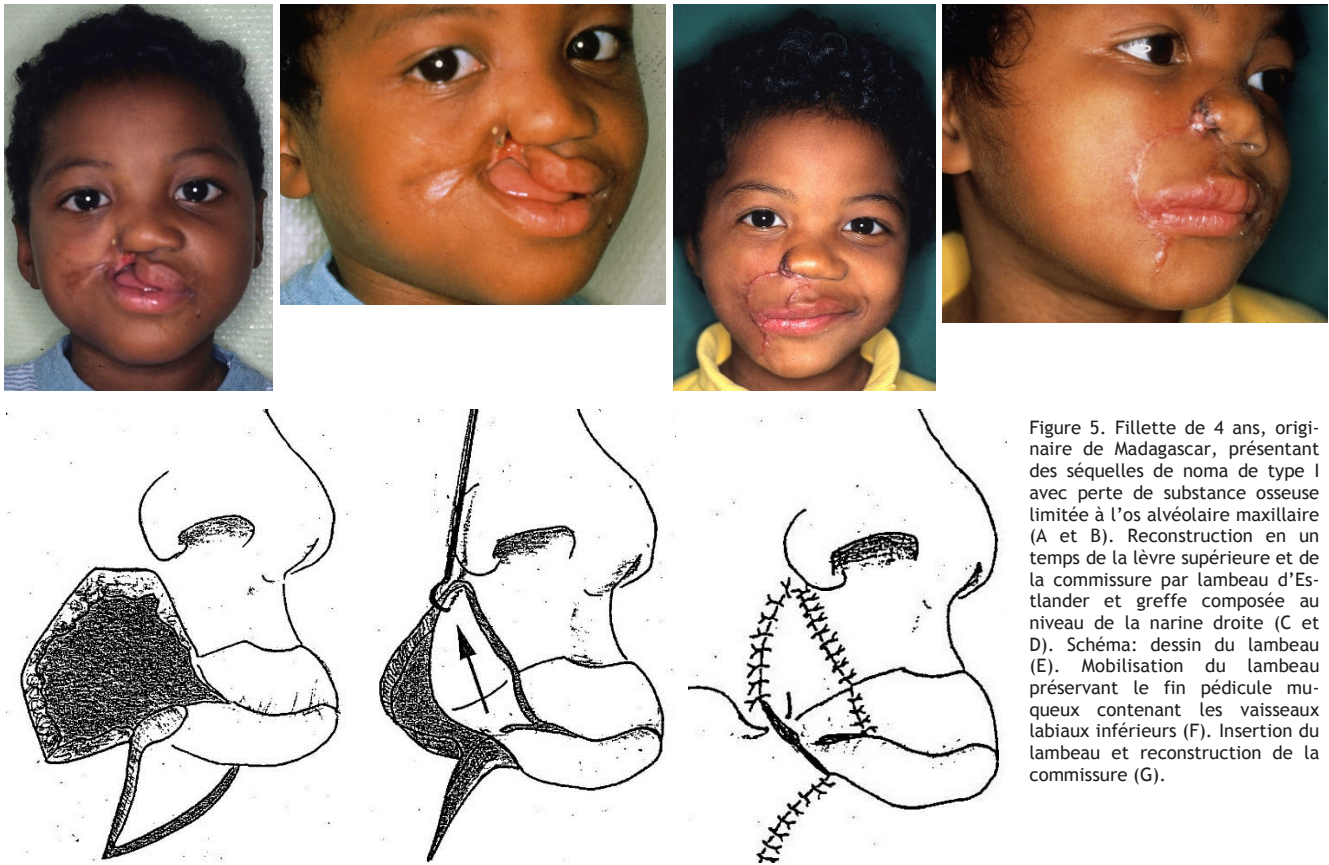 Figure 5. Fillette de 4 ans, origi-
naire de Madagascar, présentant
des séquelles de noma de type I
avec perte de substance osseuse
limitée à l’os alvéolaire maxillaire
(A et B). Reconstruction en un
temps de la lèvre supérieure et de
la commissure par lambeau d’Es-
tlander et greffe composée au
niveau de la narine droite (C et
D). Schéma: dessin du lambeau
(E). Mobilisation du lambeau
préservant le fin pédicule mu-
queux contenant les vaisseaux
labiaux inférieurs (F). Insertion du
lambeau et reconstruction de la
commissure (G).